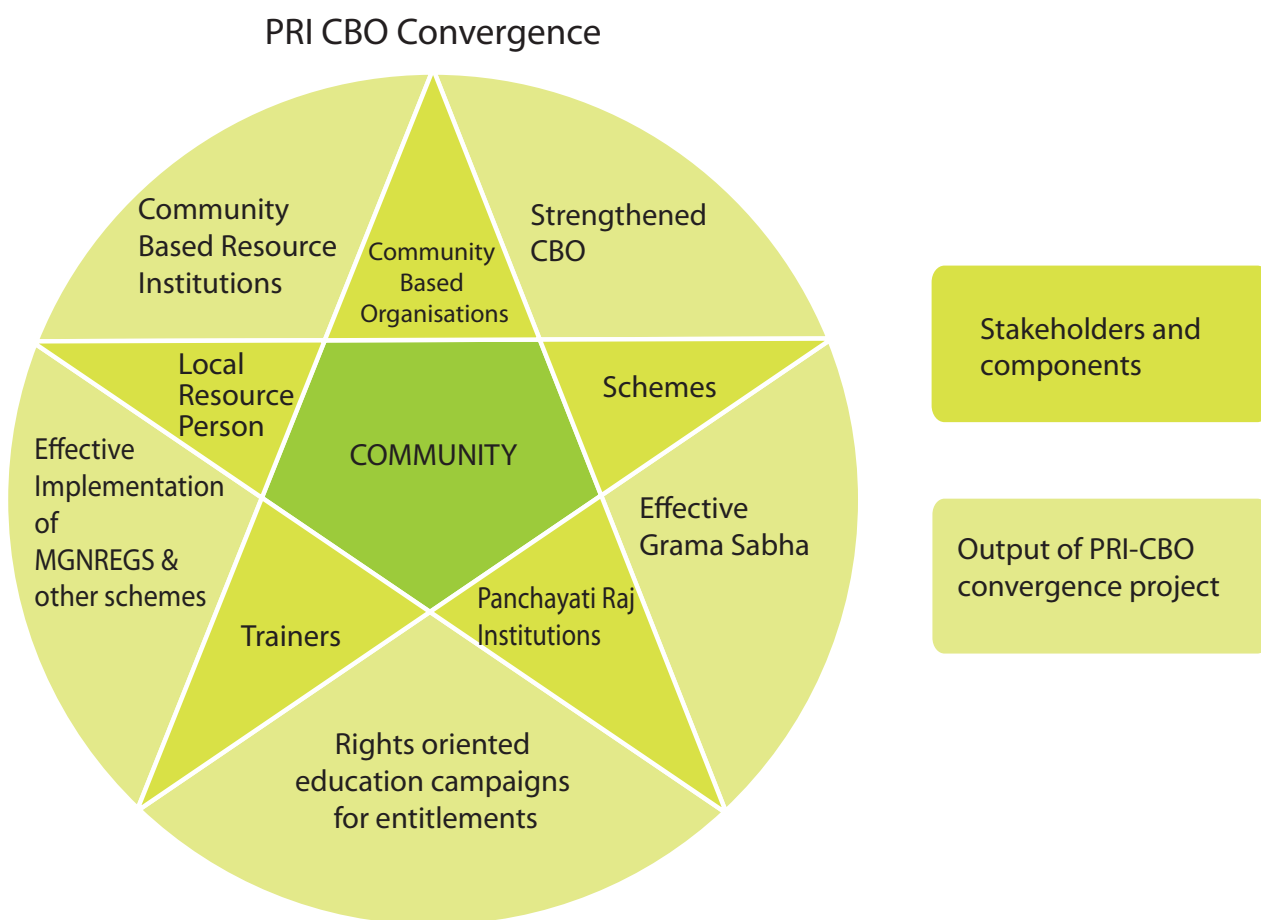 PRI CBO Convergence
Community
Based Resource
Institutions
Community
Based
Organisations
Strengthened
CBO
Local
Resource
Person
COMMUNITY
Schemes
Effective
Implementation
of
MGNREGS &
other schemes
Trainers
Panchayati Raj
Institutions
Effective
Grama Sabha
Rights oriented
education campaigns
for entitlements
Stakeholders and
components
Output of PRI-CBO
convergence project